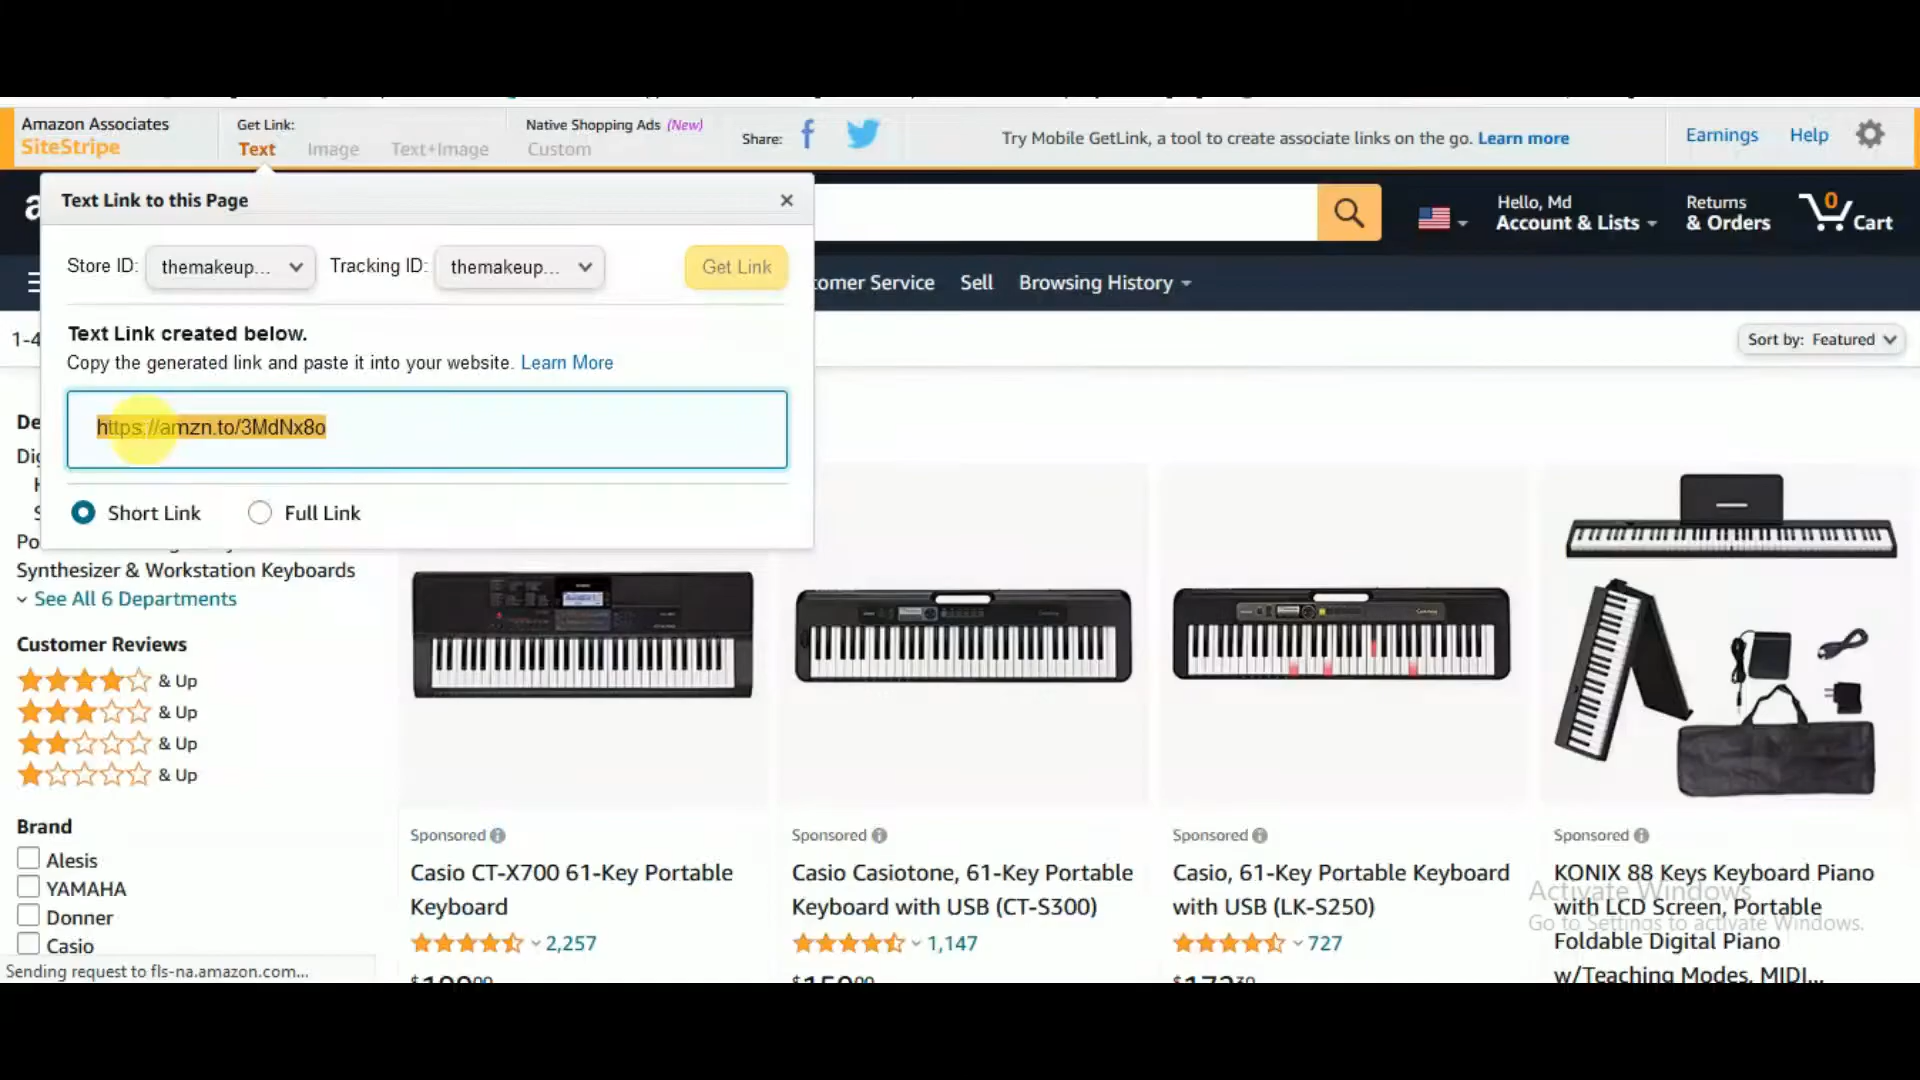 Amazon Associates
SiteStripe
Get Link:
Text Image Text+Image
Native Shopping Ads (New)
Custom
Share:
Try Mobile GetLink, a tool to create associate links on the go. Learn more
Earnings Help
Text Link to this Page
Store ID: themakeup... Tracking ID: themakeup... Get Link
Text Link created below.
Copy the generated link and paste it into your website. Learn More
https://amzn.to/3MdNx8o
Short Link Full Link
Hello, Md
Account & Lists
Returns
& Orders
0
Cart
Customer Service Sell Browsing History
1-4
Sort by: Featured
De
Dig
Po
Synthesizer & Workstation Keyboards
See All 6 Departments
Customer Reviews
& Up
& Up
& Up
& Up
Brand
Alesis
YAMAHA
Donner
Casio
Sending request to fls-na.amazon.com...
Sponsored
Casio CT-X700 61-Key Portable
Keyboard
2,257
Sponsored
Casio Casiotone, 61-Key Portable
Keyboard with USB (CT-S300)
1,147
Sponsored
Casio, 61-Key Portable Keyboard
with USB (LK-S250)
727
Sponsored
KONIX 88 Keys Keyboard Piano
with LCD Screen, Portable
Foldable Digital Piano
w/Teaching Modes, MIDI...
Activate Windows
Go to Settings to activate Windows.